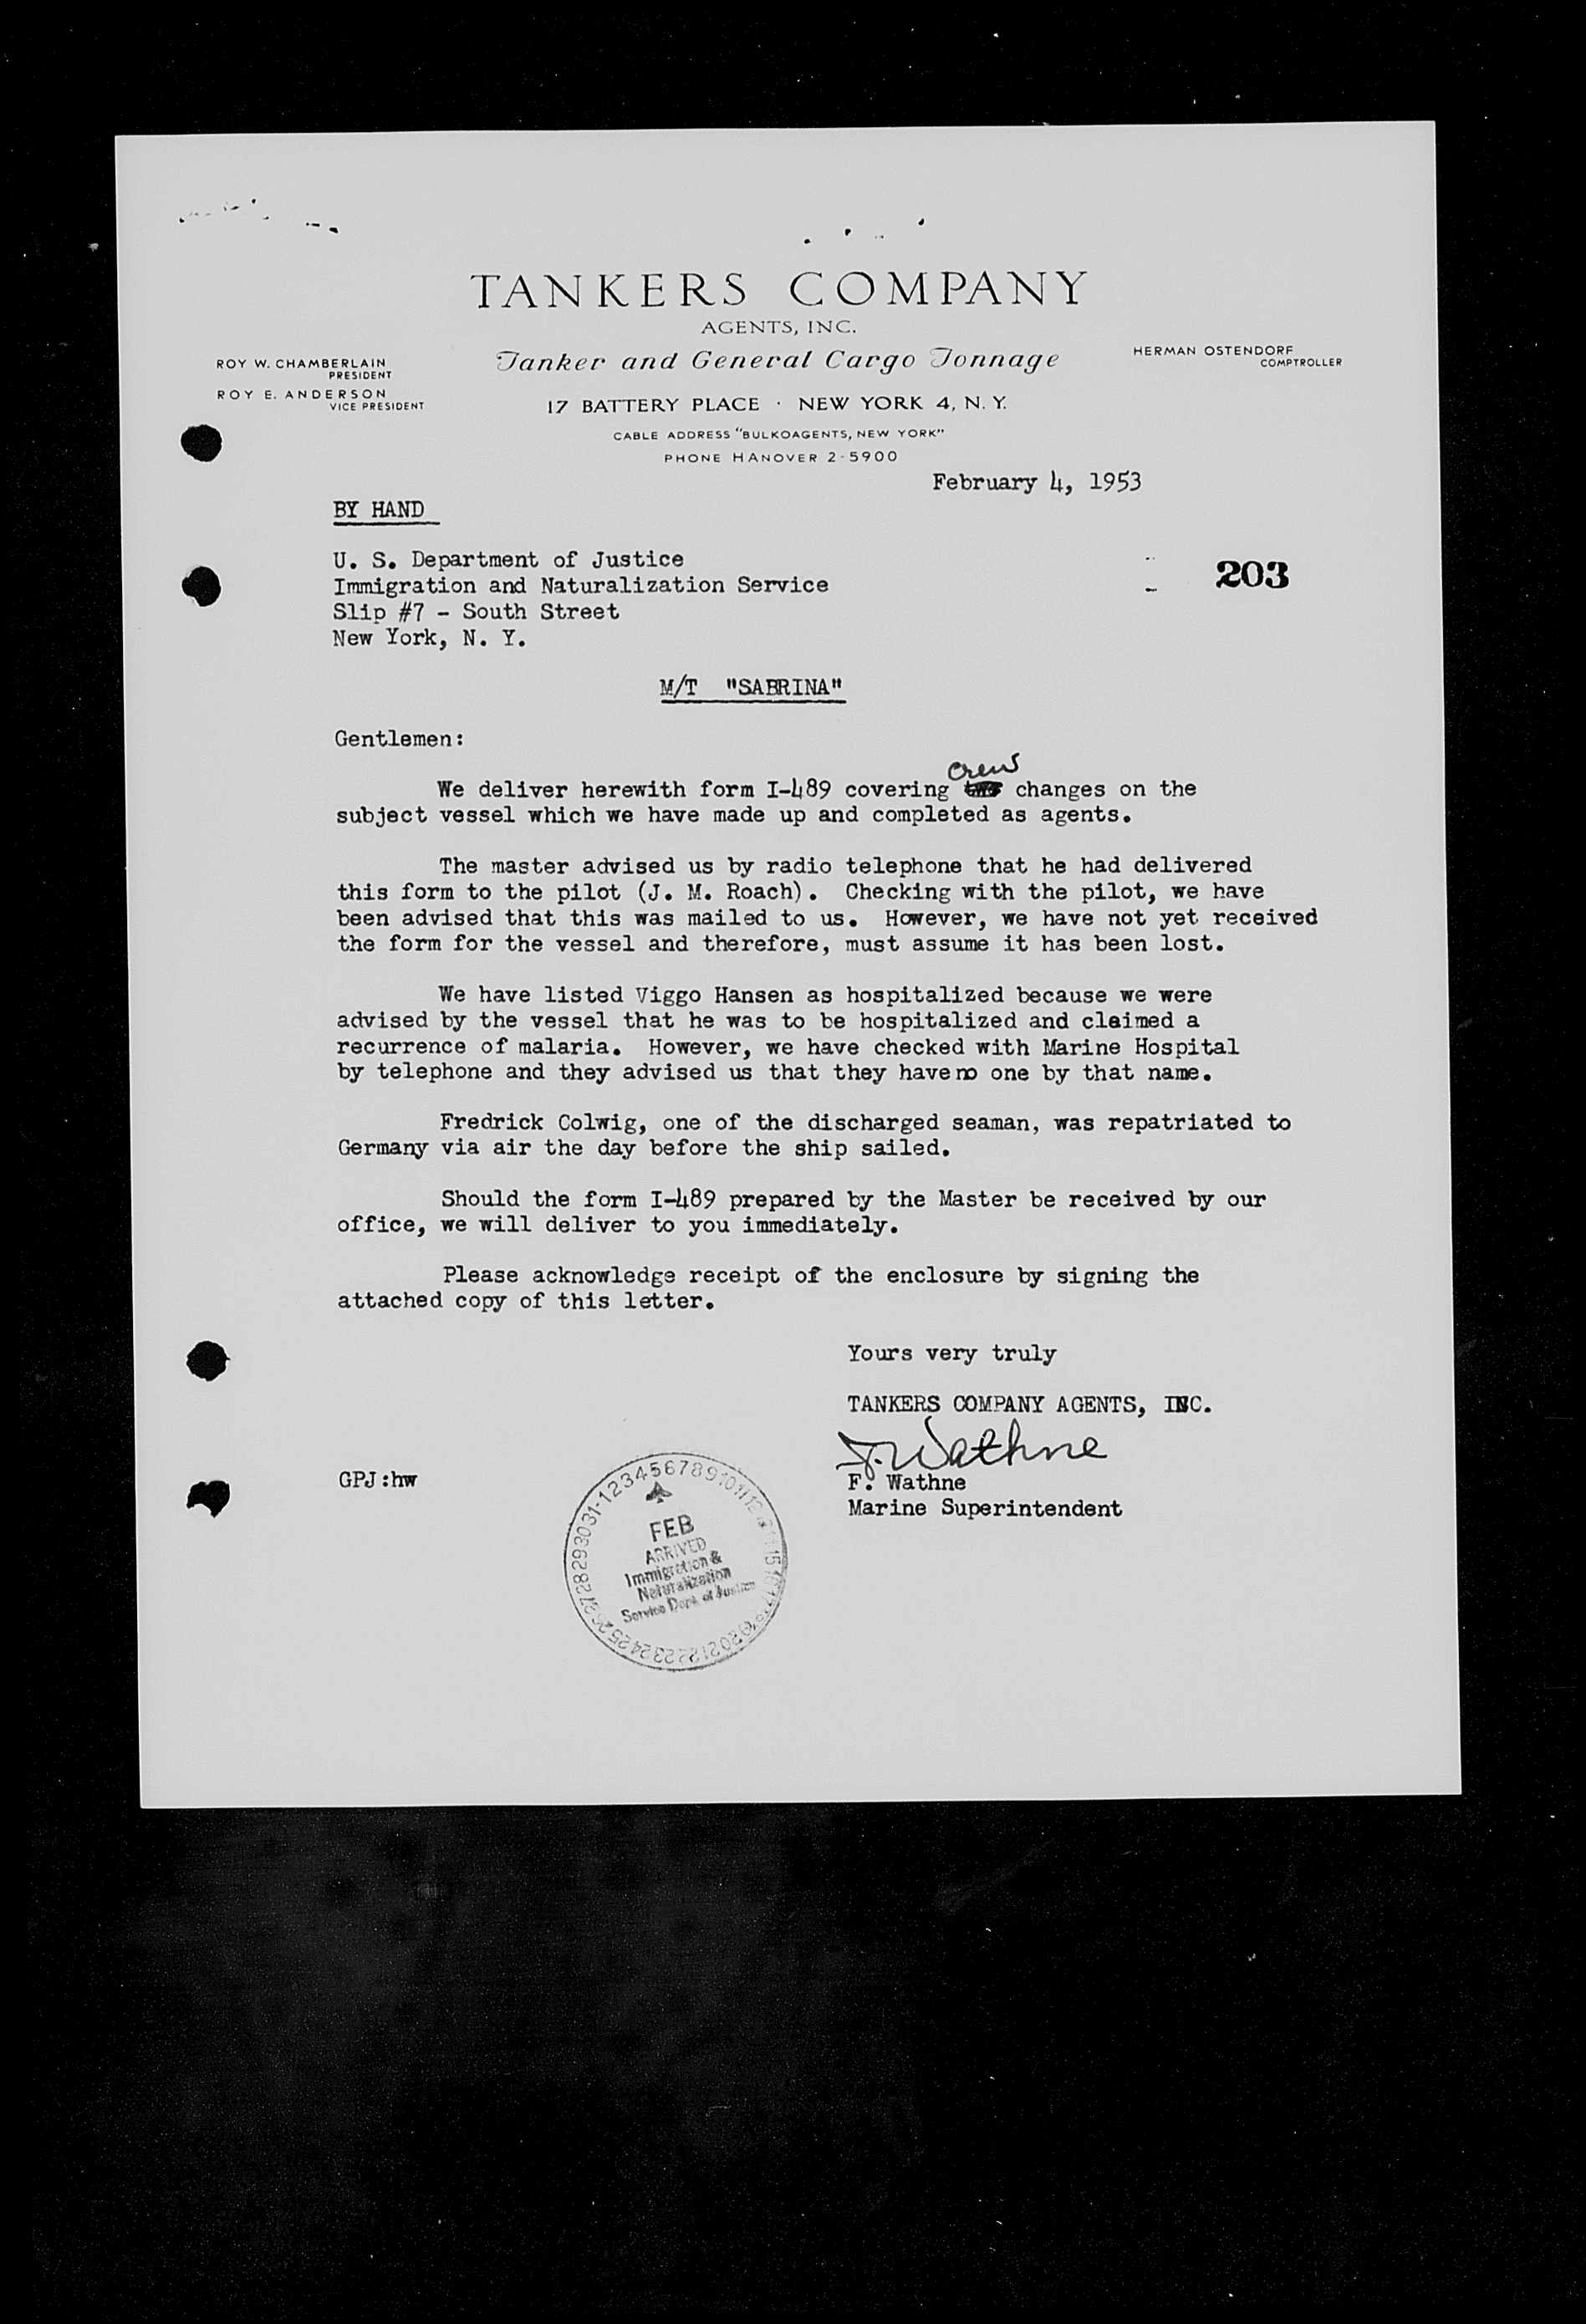 TANKERS COMPANY
AGENTS, INC.
Tanker and General Cargo Tonnage
ROY W. CHAMBERLAIN
PRESIDENT
ROY E. ANDERSON
VICE PRESIDENT
HERMAN OSTENDORF
COMPTROLLER
17 BATTERY PLACE · NEW YORK 4, N. Y.
CABLE ADDRESS "BULKOAGENTS, NEW YORK"
PHONE HANOVER 2-5900
February 4, 1953
BY HAND
U. S. Department of Justice
Immigration and Naturalization Service
Slip #7 - South Street
New York, N. Y.
203
M/T "SABRINA"
Gentlemen:
crew
We deliver herewith form I-489 covering changes on the
subject vessel which we have made up and completed as agents.
The master advised us by radio telephone that he had delivered
this form to the pilot (J. M. Roach). Checking with the pilot, we have
been advised that this was mailed to us. However, we have not yet received
the form for the vessel and therefore, must assume it has been lost.
We have listed Viggo Hansen as hospitalized because we were
advised by the vessel that he was to be hospitalized and claimed a
recurrence of malaria. However, we have checked with Marine Hospital
by telephone and they advised us that they have no one by that name.
Fredrick Colwig, one of the discharged seaman, was repatriated to
Germany via air the day before the ship sailed.
Should the form I-489 prepared by the Master be received by our
office, we will deliver to you immediately.
Please acknowledge receipt of the enclosure by signing the
attached copy of this letter.
Yours very truly
TANKERS COMPANY AGENTS, INC.
F. Wathne
F. Wathne
Marine Superintendent
GPJ:hw
FEB
ARRIVED
Immigration &
Naturalization
Service Dept. of Justice